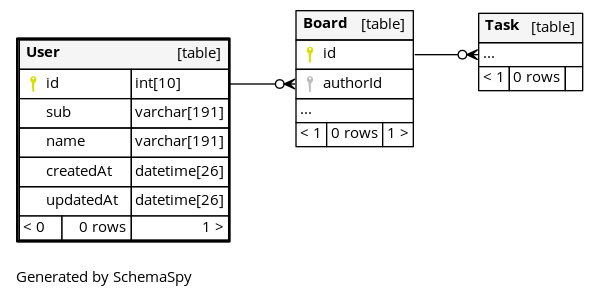 User [table]
id int[10]
sub varchar[191]
name varchar[191]
createdAt datetime[26]
updatedAt datetime[26]
< 0 0 rows 1 >
Board [table]
id
authorId
...
< 1 0 rows 1 >
Task [table]
...
< 1 0 rows
Generated by SchemaSpy